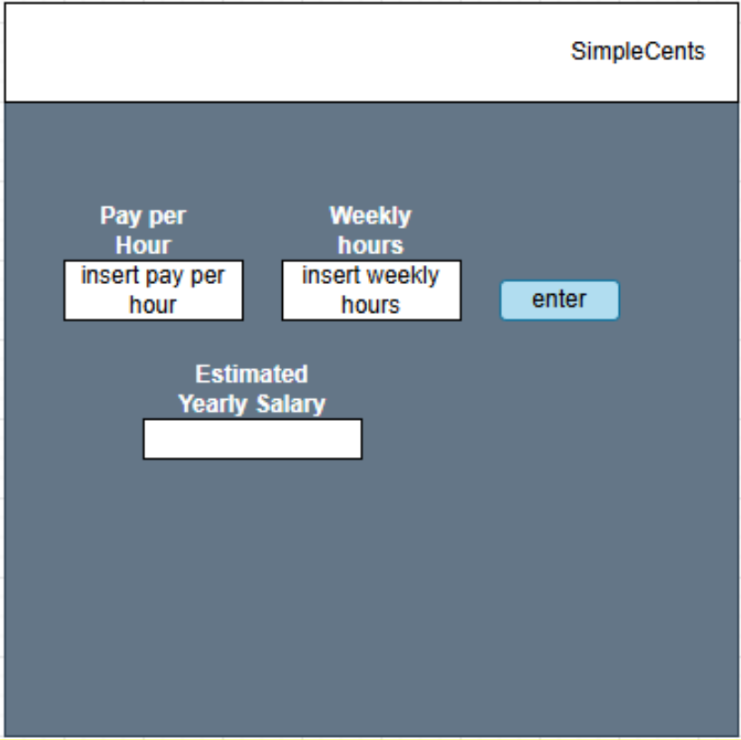 SimpleCents
Pay per
Hour
insert pay per
hour
Weekly
hours
insert weekly
hours
enter
Estimated
Yearly Salary